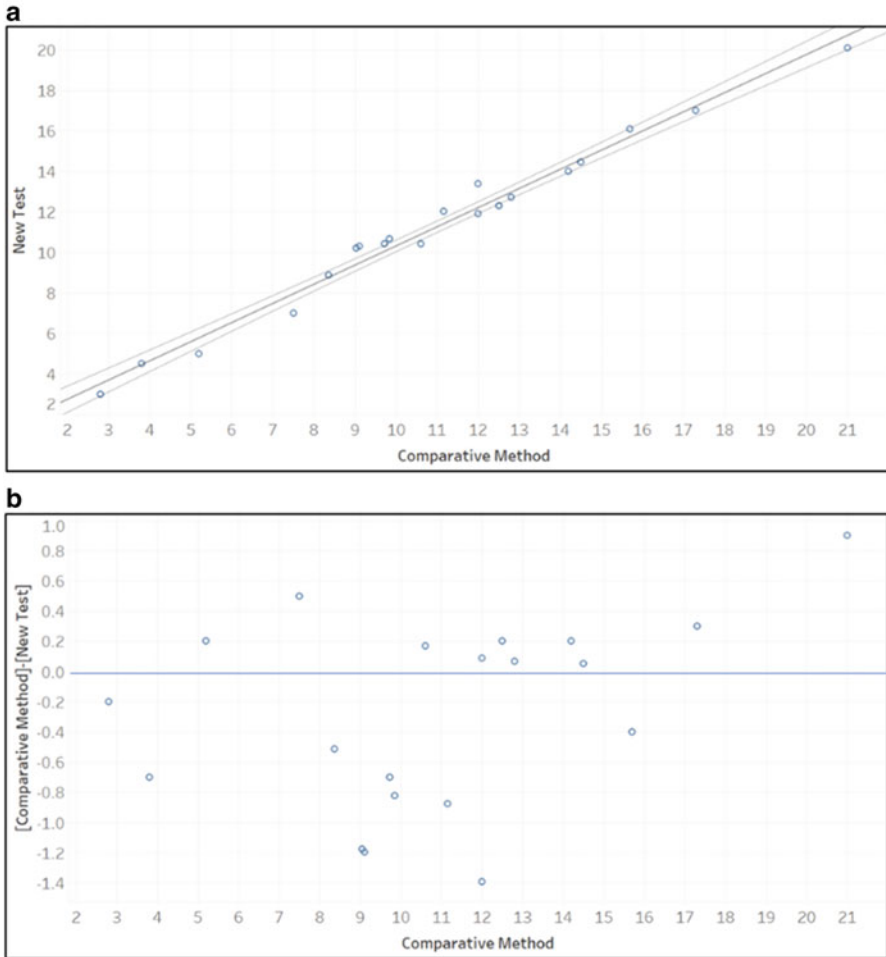 a
20
18
16
14
12
10
8
6
4
2
New Test
2 3 4 5 6 7 8 9 10 11 12 13 14 15 16 17 18 19 20 21
Comparative Method
b
1.0
0.8
0.6
0.4
0.2
0.0
-0.2
-0.4
-0.6
-0.8
-1.0
-1.2
-1.4
[Comparative Method]-[New Test]
2 3 4 5 6 7 8 9 10 11 12 13 14 15 16 17 18 19 20 21
Comparative Method